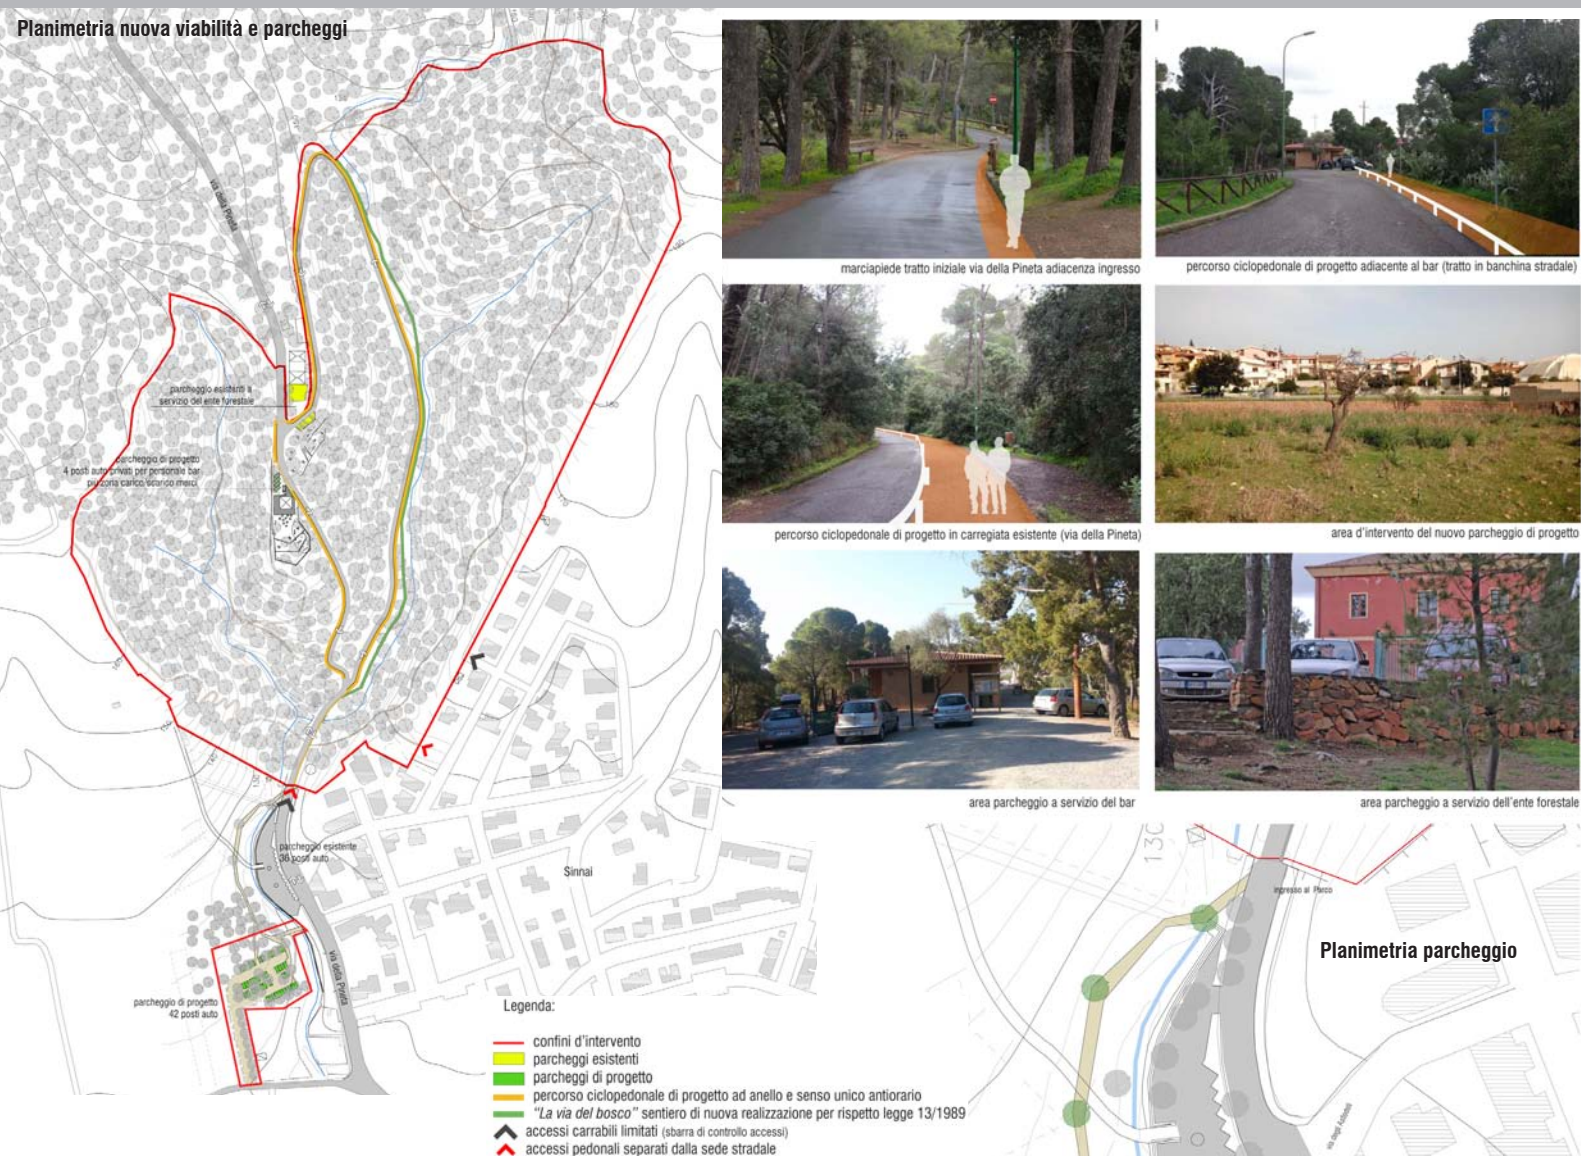 Planimetria nuova viabilità e parcheggi
via della Pineta
parcheggio esistenti a
servizio del ente forestale
parcheggio di progetto
4 posti auto privati per personale bar
più zona carico/scarico merci
parcheggio esistente
36 posti auto
Sinnai
via della Pineta
parcheggio di progetto
42 posti auto
marciapiede tratto iniziale via della Pineta adiacenza ingresso
percorso ciclopedonale di progetto adiacente al bar (tratto in banchina stradale)
percorso ciclopedonale di progetto in carregiata esistente (via della Pineta)
area d'intervento del nuovo parcheggio di progetto
area parcheggio a servizio del bar
area parcheggio a servizio dell'ente forestale
Legenda:
confini d'intervento
parcheggi esistenti
parcheggi di progetto
percorso ciclopedonale di progetto ad anello e senso unico antiorario
"La via del bosco" sentiero di nuova realizzazione per rispetto legge 13/1989
accessi carrabili limitati (sbarra di controllo accessi)
accessi pedonali separati dalla sede stradale
130
ingresso al Parco
Planimetria parcheggio